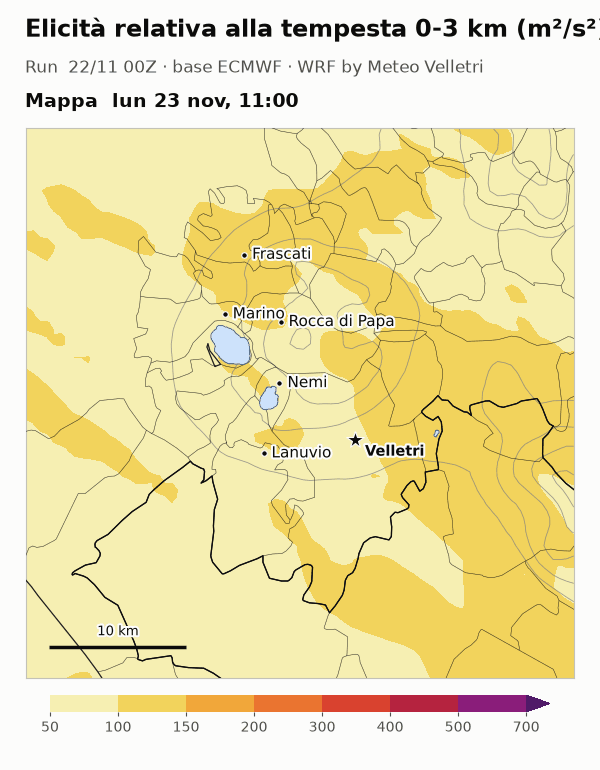 Elicità relativa alla tempesta 0-3 km (m²/s²)
Run 22/11 00Z · base ECMWF · WRF by Meteo Velletri
Mappa lun 23 nov, 11:00
Frascati
Marino
Rocca di Papa
Nemi
Velletri
Lanuvio
10 km
50 100 150 200 300 400 500 700